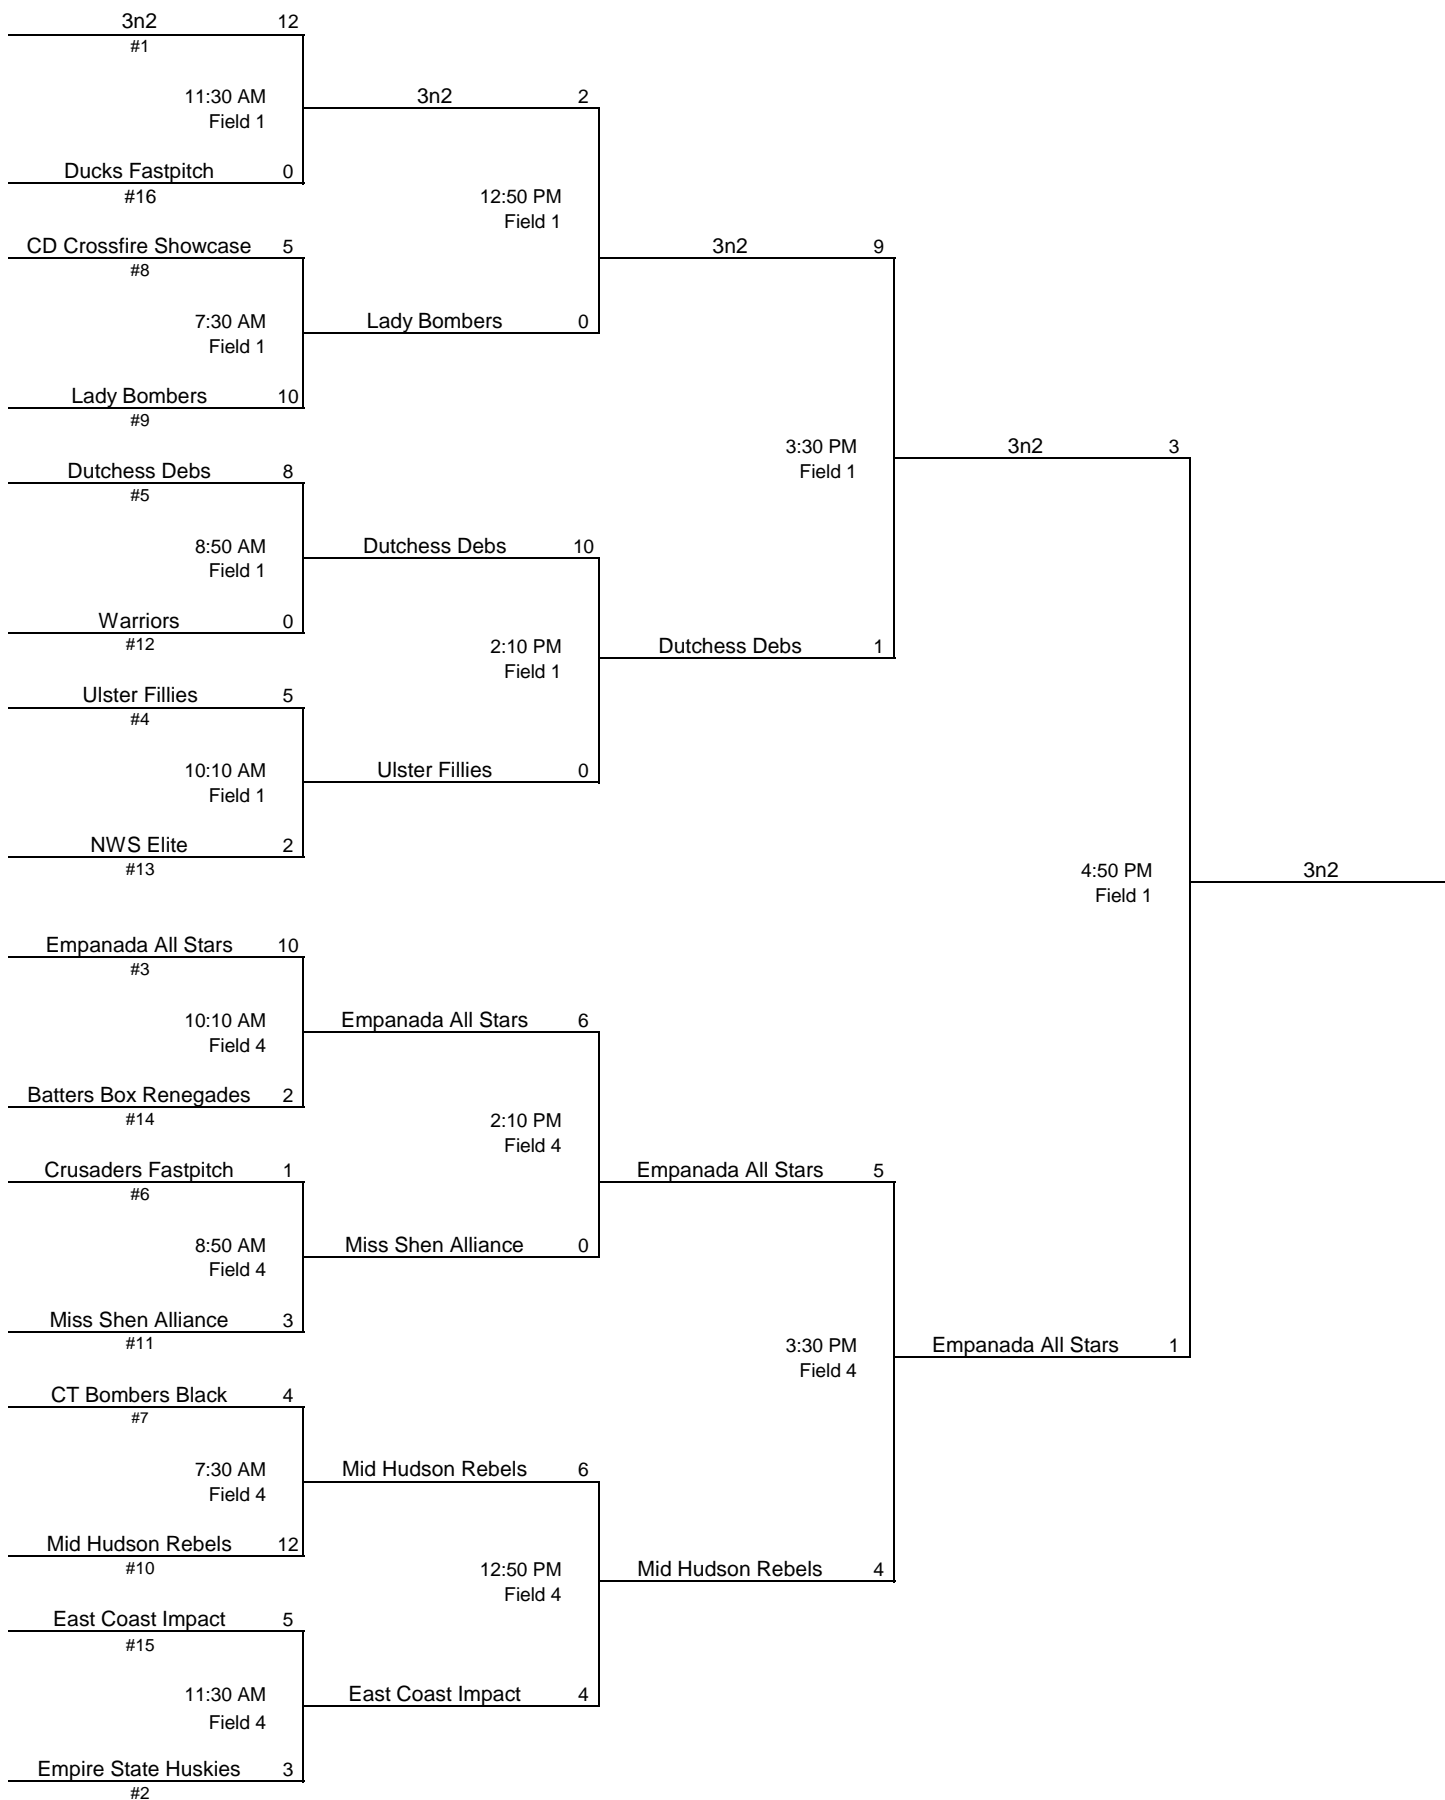 3n2 12
#1
11:30 AM 3n2 2
Field 1
Ducks Fastpitch 0
#16 12:50 PM
Field 1
CD Crossfire Showcase 5 3n2 9
#8
7:30 AM Lady Bombers 0
Field 1
Lady Bombers 10
#9
3:30 PM 3n2 3
Dutchess Debs 8 Field 1
#5
8:50 AM Dutchess Debs 10
Field 1
Warriors 0
#12 2:10 PM Dutchess Debs 1
Field 1
Ulster Fillies 5
#4
10:10 AM Ulster Fillies 0
Field 1
NWS Elite 2
#13 4:50 PM 3n2
Field 1
Empanada All Stars 10
#3
10:10 AM Empanada All Stars 6
Field 4
Batters Box Renegades 2
#14 2:10 PM
Field 4
Crusaders Fastpitch 1 Empanada All Stars 5
#6
8:50 AM Miss Shen Alliance 0
Field 4
Miss Shen Alliance 3
#11 3:30 PM Empanada All Stars 1
Field 4
CT Bombers Black 4
#7
7:30 AM Mid Hudson Rebels 6
Field 4
Mid Hudson Rebels 12
#10 12:50 PM Mid Hudson Rebels 4
Field 4
East Coast Impact 5
#15
11:30 AM East Coast Impact 4
Field 4
Empire State Huskies 3
#2